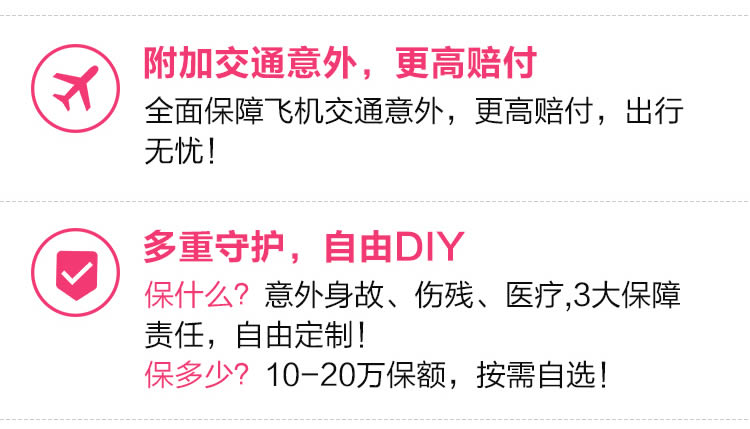 附加交通意外，更高赔付
全面保障飞机交通意外，更高赔付，出行
无忧！
多重守护，自由DIY
保什么？意外身故、伤残、医疗,3大保障
责任，自由定制！
保多少？10-20万保额，按需自选！